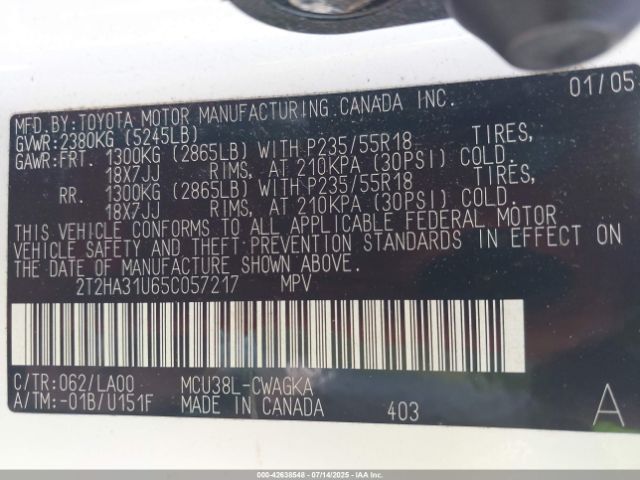 MFD. BY: TOYOTA MOTOR MANUFACTURING CANADA INC. 01/05
GVWR: 2380KG (5245LB)
GAWR: FRT. 1300KG (2865LB) WITH P235/55R18 TIRES,
18X7JJ RIMS, AT 210KPA (30PSI) COLD.
RR. 1300KG (2865LB) WITH P235/55R18 TIRES,
18X7JJ RIMS, AT 210KPA (30PSI) COLD.
THIS VEHICLE CONFORMS TO ALL APPLICABLE FEDERAL MOTOR
VEHICLE SAFETY AND THEFT PREVENTION STANDARDS IN EFFECT ON
THE DATE OF MANUFACTURE SHOWN ABOVE.
2T2HA31U65C057217 MPV
C/TR: 062/LA00 MCU38L-CWAGKA
A/TM: -01B/U151F MADE IN CANADA 403 A
000-42638548 - 07/14/2025 - IAAI.com